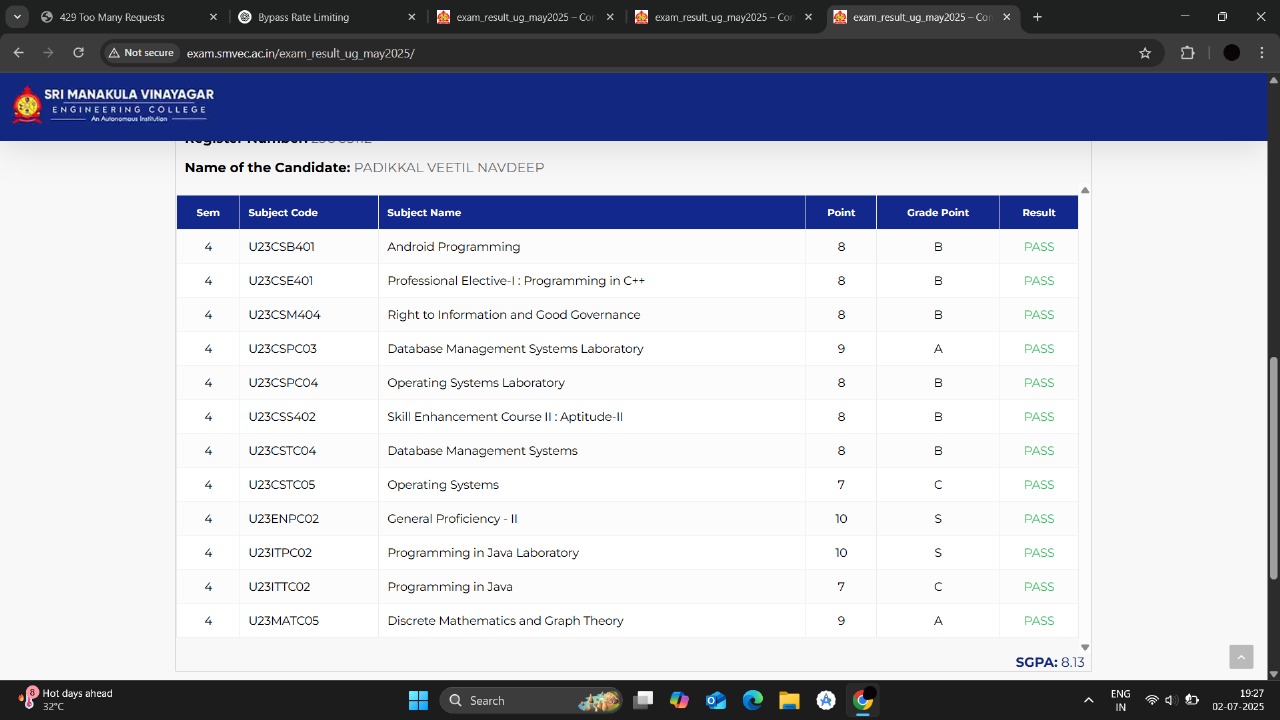 429 Too Many Requests
Bypass Rate Limiting
exam_result_ug_may2025 – Con
exam_result_ug_may2025 – Con
exam_result_ug_may2025 – Con
Not secure exam.smvec.ac.in/exam_result_ug_may2025/
SRI MANAKULA VINAYAGAR
ENGINEERING COLLEGE
An Autonomous Institution
Register Number:
Name of the Candidate: PADIKKAL VEETIL NAVDEEP
Sem Subject Code Subject Name Point Grade Point Result
4 U23CSB401 Android Programming 8 B PASS
4 U23CSE401 Professional Elective-I : Programming in C++ 8 B PASS
4 U23CSM404 Right to Information and Good Governance 8 B PASS
4 U23CSPC03 Database Management Systems Laboratory 9 A PASS
4 U23CSPC04 Operating Systems Laboratory 8 B PASS
4 U23CSS402 Skill Enhancement Course II : Aptitude-II 8 B PASS
4 U23CSTC04 Database Management Systems 8 B PASS
4 U23CSTC05 Operating Systems 7 C PASS
4 U23ENPC02 General Proficiency - II 10 S PASS
4 U23ITPC02 Programming in Java Laboratory 10 S PASS
4 U23ITTC02 Programming in Java 7 C PASS
4 U23MATC05 Discrete Mathematics and Graph Theory 9 A PASS
SGPA: 8.13
8
Hot days ahead
32°C
Search
ENG
IN
19:27
02-07-2025